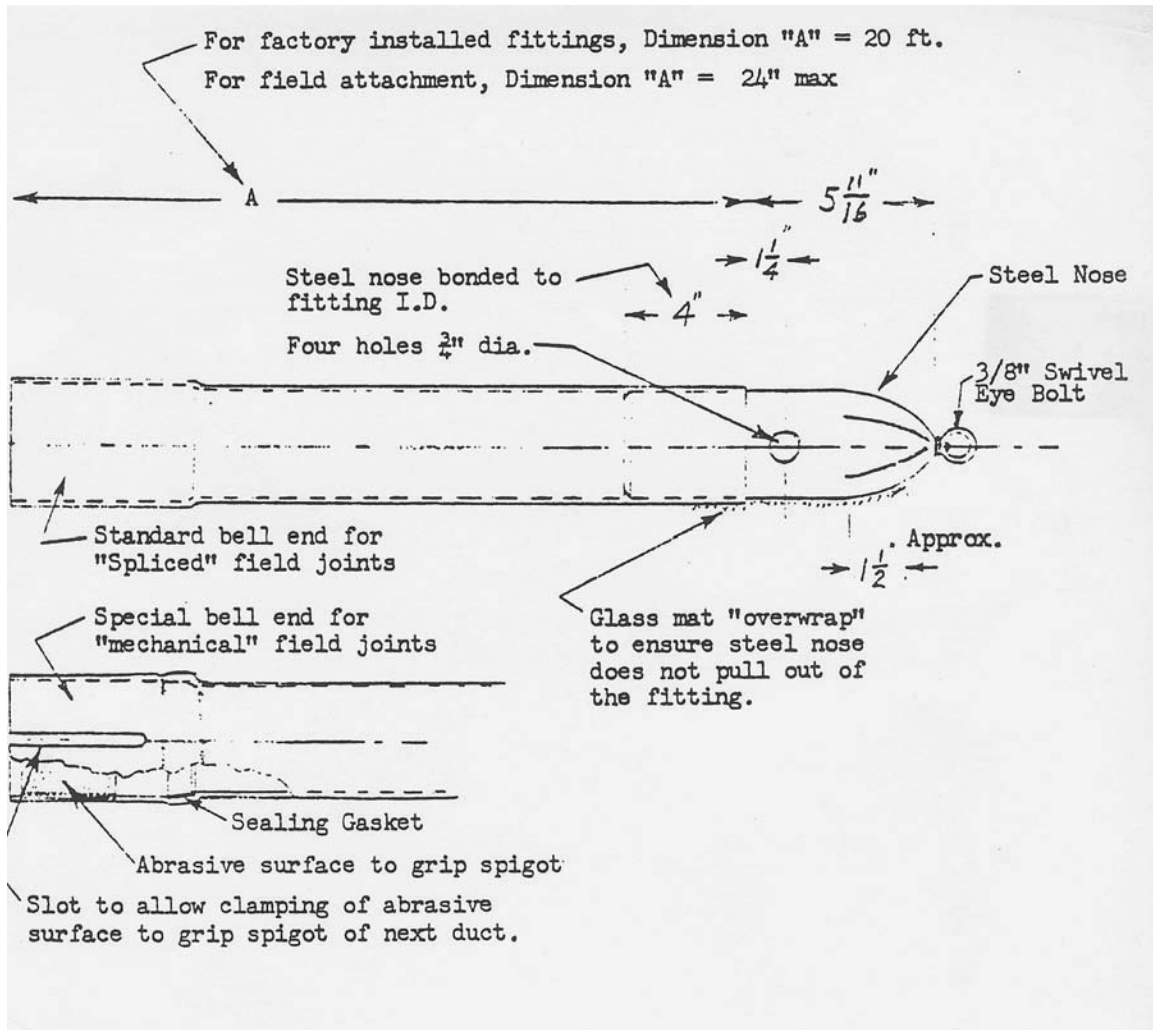 For factory installed fittings, Dimension "A" = 20 ft.
For field attachment, Dimension "A" = 24" max
A
5 11/16"
1 1/4"
Steel nose bonded to
fitting I.D.
4"
Steel Nose
Four holes 3/4" dia.
3/8" Swivel
Eye Bolt
Standard bell end for
"Spliced" field joints
. Approx.
1 1/2
Special bell end for
"mechanical" field joints
Glass mat "overwrap"
to ensure steel nose
does not pull out of
the fitting.
Sealing Gasket
Abrasive surface to grip spigot
Slot to allow clamping of abrasive
surface to grip spigot of next duct.